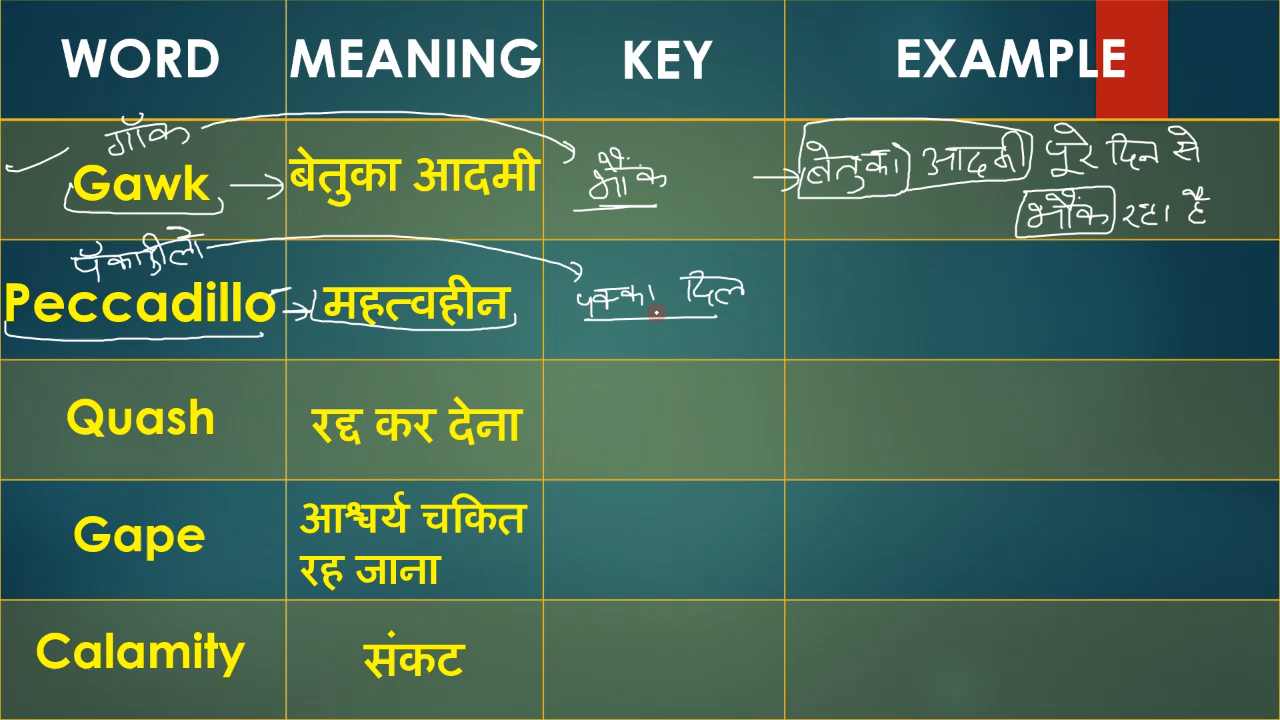 WORD MEANING KEY EXAMPLE
गॉक
Gawk बेतुका आदमी भौंक बेतुका आदमी पूरे दिन से
भौंक रहा है
पॅकाडीलो
Peccadillo महत्वहीन पक्का दिल
Quash रद्द कर देना
Gape आश्चर्य चकित
रह जाना
Calamity संकट